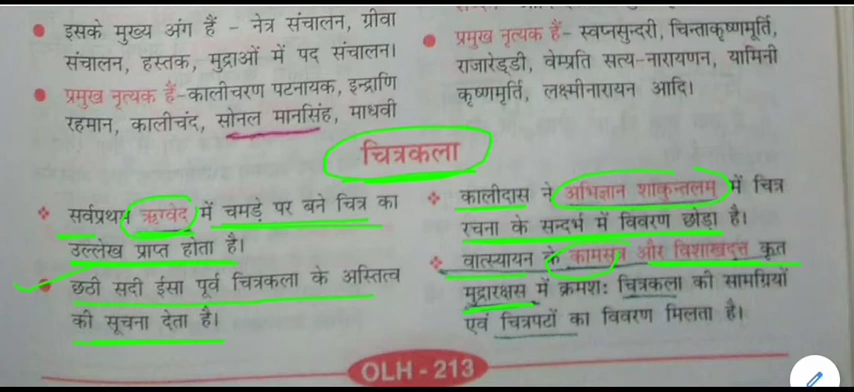 इसके मुख्य अंग हैं - नेत्र संचालन, ग्रीवा
संचालन, हस्तक, मुद्राओं में पद संचालन।
प्रमुख नृत्यक हैं-कालीचरण पटनायक, इन्द्राणि
रहमान, कालीचंद, सोनल मानसिंह, माधवी
प्रमुख नृत्यक हैं- स्वप्नसुन्दरी, चिन्ताकृष्णमूर्ति,
राजारेड्डी, वेम्प्रति सत्य-नारायणन, यामिनी
कृष्णमूर्ति, लक्ष्मीनारायन आदि।
चित्रकला
सर्वप्रथम ऋग्वेद में चमड़े पर बने चित्र का
उल्लेख प्राप्त होता है।
छठी सदी ईसा पूर्व चित्रकला के अस्तित्व
की सूचना देता है।
कालीदास ने अभिज्ञान शाकुन्तलम् में चित्र
रचना के सन्दर्भ में विवरण छोड़ा है।
वात्स्यायन के कामसूत्र और विशाखदत्त कृत
मुद्राराक्षस में क्रमशः चित्रकला की सामग्रियों
एवं चित्रपटों का विवरण मिलता है।
OLH - 213